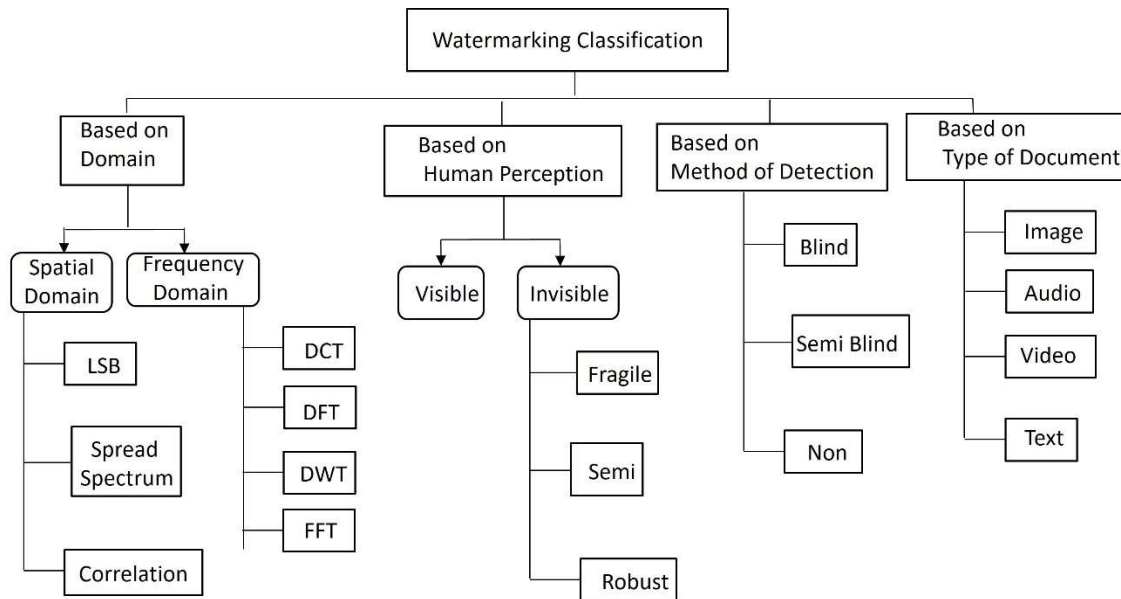 Watermarking Classification
Based on
Domain
Based on
Human Perception
Based on
Method of Detection
Based on
Type of Document
Spatial
Domain
Frequency
Domain
LSB
Spread
Spectrum
Correlation
DCT
DFT
DWT
FFT
Visible
Invisible
Fragile
Semi
Robust
Blind
Semi Blind
Non
Image
Audio
Video
Text